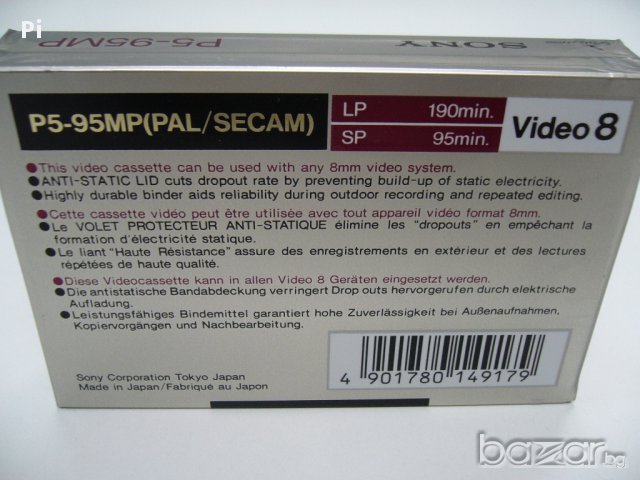 Pi
P5-95MP
SONY
P5-95MP(PAL/SECAM)
LP 190min.
SP 95min.
Video 8
●This video cassette can be used with any 8mm video system.
●ANTI-STATIC LID cuts dropout rate by preventing build-up of static electricity.
●Highly durable binder aids reliability during outdoor recording and repeated editing.
●Cette cassette vidéo peut être utilisée avec tout appareil vidéo format 8mm.
●Le VOLET PROTECTEUR ANTI-STATIQUE élimine les "dropouts" en empêchant la
formation d'électricité statique.
●Le liant "Haute Résistance" assure des enregistrements en extérieur et des lectures
répétées de haute qualité.
●Diese Videocassette kann in allen Video 8 Geräten eingesetzt werden.
●Die antistatische Bandabdeckung verringert Drop outs hervorgerufen durch elektrische
Aufladung.
●Leistungsfähiges Bindemittel garantiert hohe Zuverlässigkeit bei Außenaufnahmen,
Kopiervorgängen und Nachbearbeitung.
Sony Corporation Tokyo Japan
Made in Japan/Fabriqué au Japon
4 901780 149179
bazar.bg